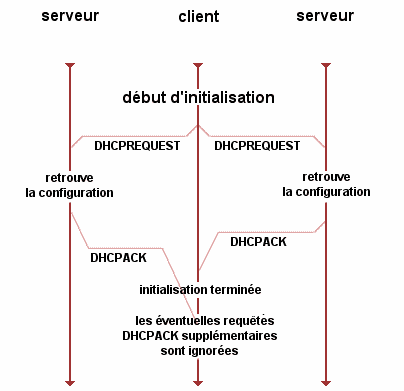 serveur client serveur
début d'initialisation
DHCPREQUEST DHCPREQUEST
retrouve
la configuration
retrouve
la configuration
DHCPACK
DHCPACK
initialisation terminée
les éventuelles requêtes
DHCPACK supplémentaires
sont ignorées